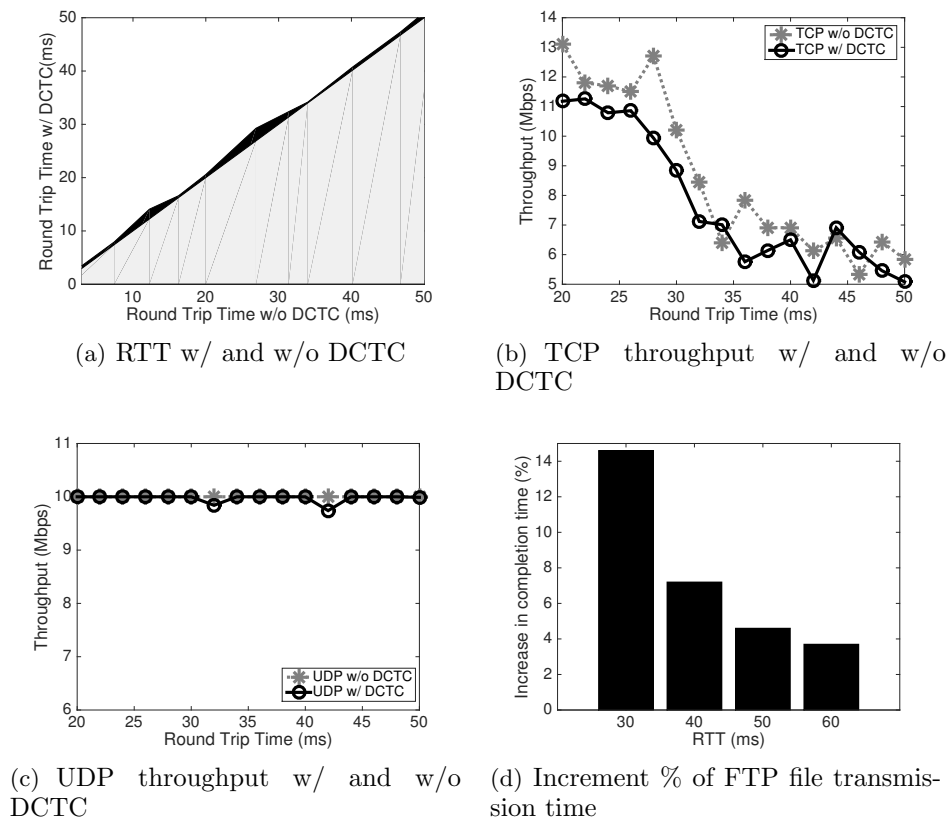 50
40
30
20
10
0
Round Trip Time w/ DCTC(ms)
10 20 30 40 50
Round Trip Time w/o DCTC (ms)
(a) RTT w/ and w/o DCTC
14
13
12
11
10
9
8
7
6
5
Throughput (Mbps)
TCP w/o DCTC
TCP w/ DCTC
20 25 30 35 40 45 50
Round Trip Time (ms)
(b) TCP throughput w/ and w/o
DCTC
11
10
9
8
7
6
Throughput (Mbps)
UDP w/o DCTC
UDP w/ DCTC
20 25 30 35 40 45 50
Round Trip Time (ms)
(c) UDP throughput w/ and w/o
DCTC
14
12
10
8
6
4
2
0
Increase in completion time (%)
30 40 50 60
RTT (ms)
(d) Increment % of FTP file transmis-
sion time